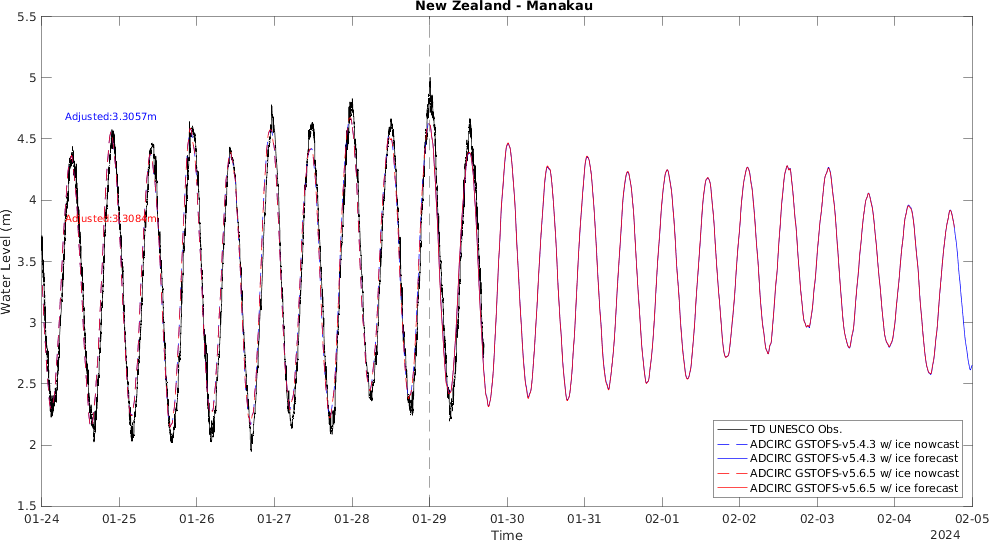 New Zealand - Manakau
5.5
5
4.5
4
3.5
3
2.5
2
1.5
Water Level (m)
Adjusted:3.3057m
Adjusted:3.3084m
TD UNESCO Obs.
ADCIRC GSTOFS-v5.4.3 w/ ice nowcast
ADCIRC GSTOFS-v5.4.3 w/ ice forecast
ADCIRC GSTOFS-v5.6.5 w/ ice nowcast
ADCIRC GSTOFS-v5.6.5 w/ ice forecast
01-24 01-25 01-26 01-27 01-28 01-29 01-30 01-31 02-01 02-02 02-03 02-04 02-05
Time
2024